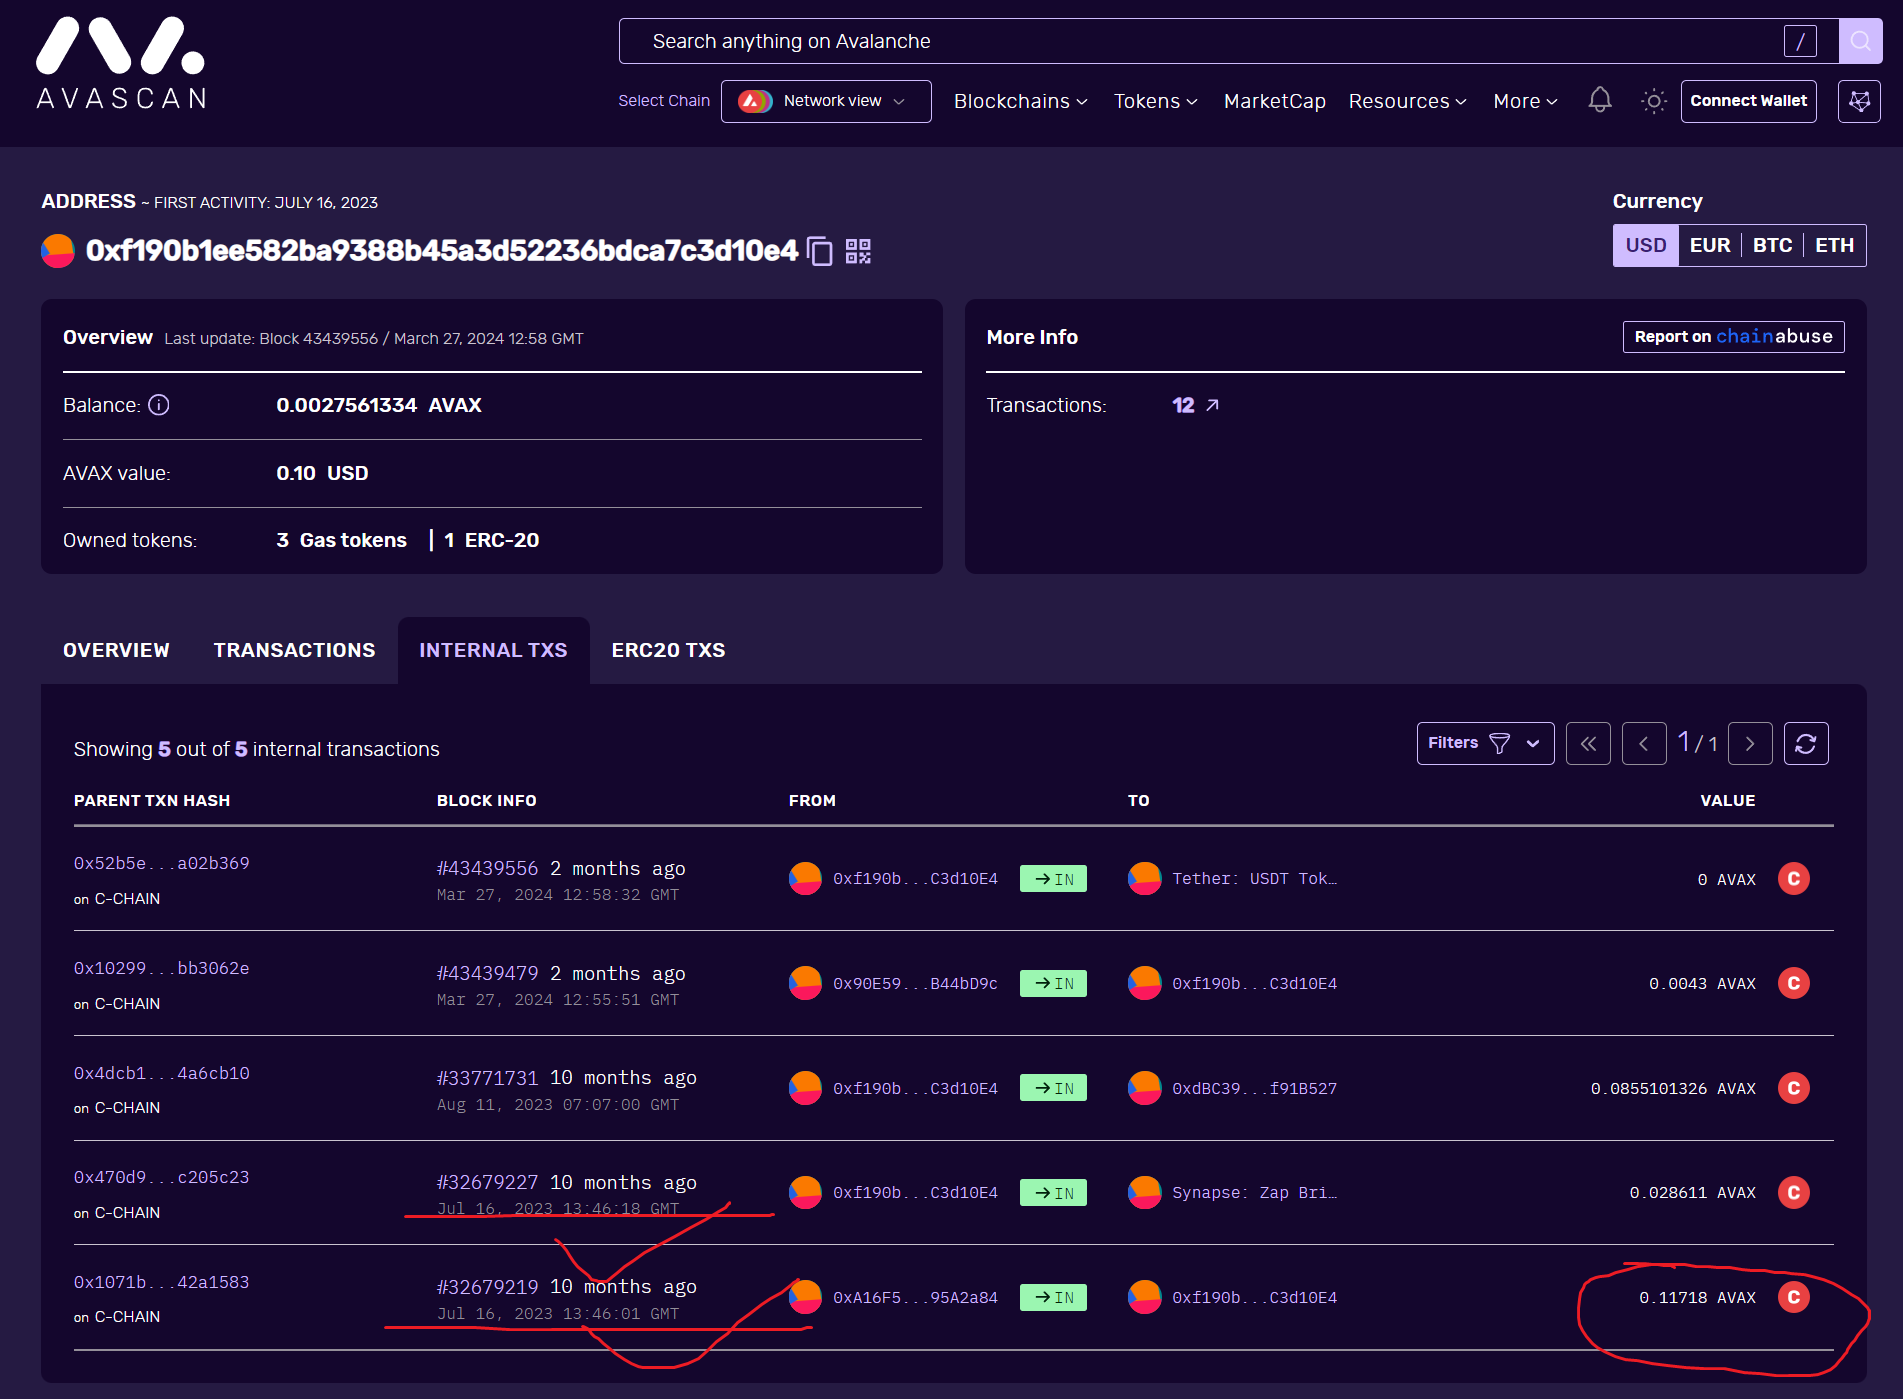 AVASCAN
Search anything on Avalanche /
Select Chain Network view Blockchains Tokens MarketCap Resources More Connect Wallet
ADDRESS ~ FIRST ACTIVITY: JULY 16, 2023
0xf190b1ee582ba9388b45a3d52236bdca7c3d10e4
Currency
USD EUR BTC ETH
Overview Last update: Block 43439556 / March 27, 2024 12:58 GMT
Balance: 0.0027561334 AVAX
AVAX value: 0.10 USD
Owned tokens: 3 Gas tokens | 1 ERC-20
More Info Report on chainabuse
Transactions: 12
OVERVIEW TRANSACTIONS INTERNAL TXS ERC20 TXS
Showing 5 out of 5 internal transactions Filters 1 / 1
PARENT TXN HASH BLOCK INFO FROM TO VALUE
0x52b5e...a02b369 #43439556 2 months ago 0xf190b...C3d10E4 IN Tether: USDT Tok… 0 AVAX C
on C-CHAIN Mar 27, 2024 12:58:32 GMT
0x10299...bb3062e #43439479 2 months ago 0x90E59...B44bD9c IN 0xf190b...C3d10E4 0.0043 AVAX C
on C-CHAIN Mar 27, 2024 12:55:51 GMT
0x4dcb1...4a6cb10 #33771731 10 months ago 0xf190b...C3d10E4 IN 0xdBC39...f91B527 0.0855101326 AVAX C
on C-CHAIN Aug 11, 2023 07:07:00 GMT
0x470d9...c205c23 #32679227 10 months ago 0xf190b...C3d10E4 IN Synapse: Zap Bri… 0.028611 AVAX C
on C-CHAIN Jul 16, 2023 13:46:18 GMT
0x1071b...42a1583 #32679219 10 months ago 0xA16F5...95A2a84 IN 0xf190b...C3d10E4 0.11718 AVAX C
on C-CHAIN Jul 16, 2023 13:46:01 GMT